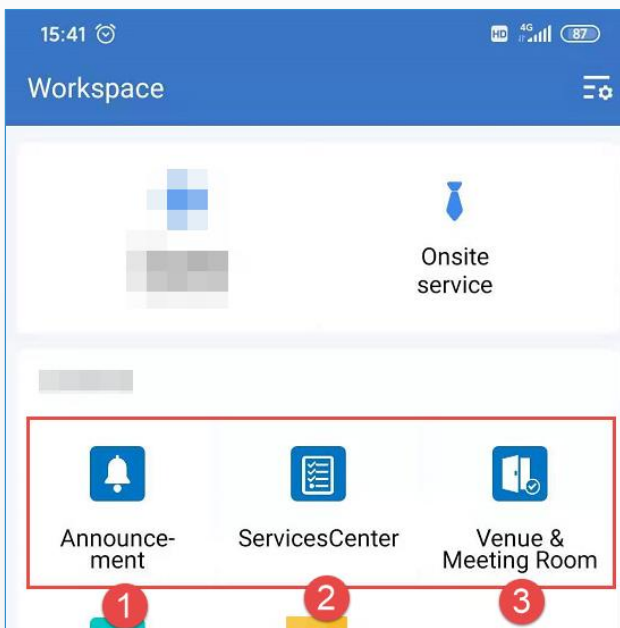 15:41 HD 4G 87
Workspace
Onsite
service
Announce-
ment
ServicesCenter
Venue &
Meeting Room
1 2 3